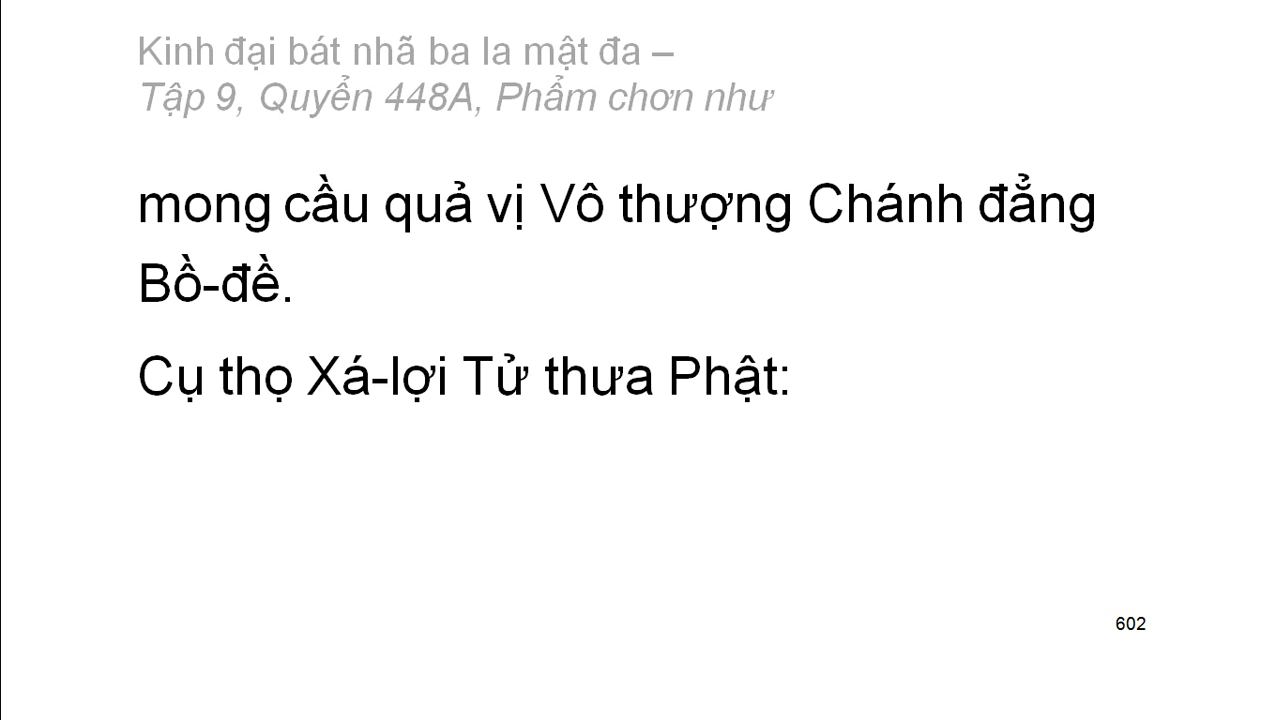 Kinh đại bát nhã ba la mật đa –
Tập 9, Quyển 448A, Phẩm chơn như
mong cầu quả vị Vô thượng Chánh đẳng
Bồ-đề.
Cụ thọ Xá-lợi Tử thưa Phật:
602